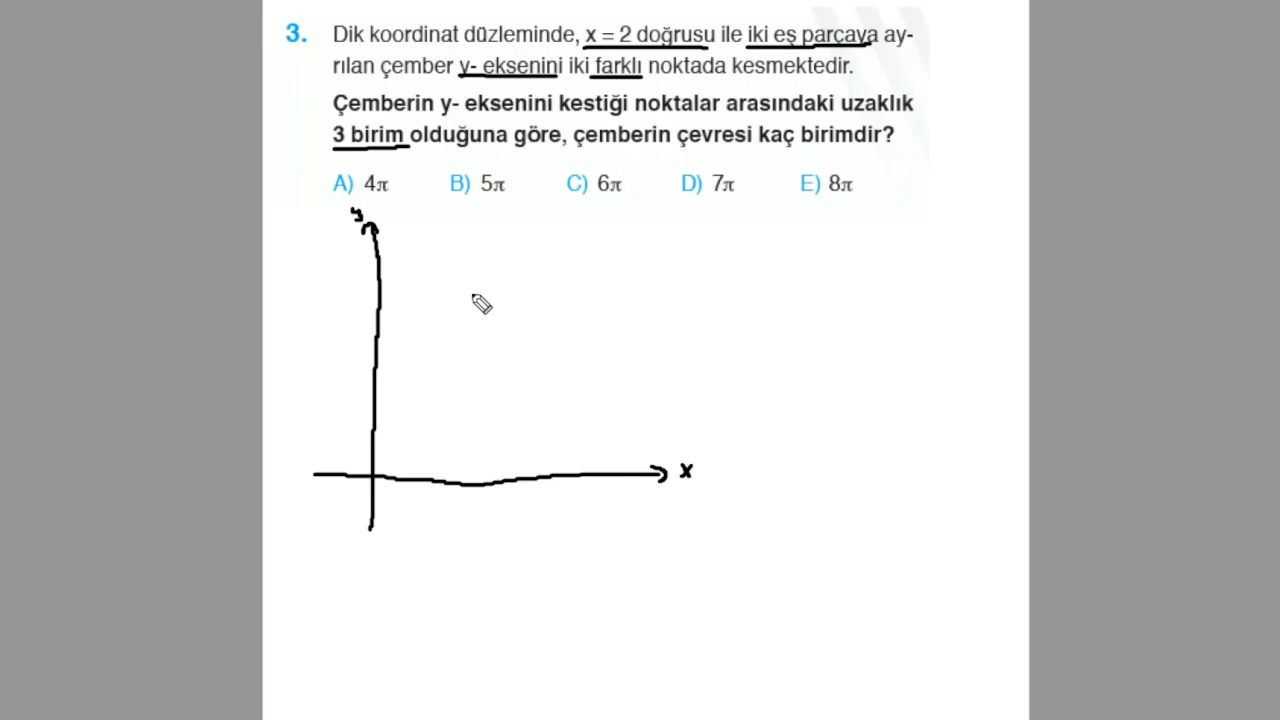 3. Dik koordinat düzleminde, x = 2 doğrusu ile iki eş parçaya ay-
rılan çember y- eksenini iki farklı noktada kesmektedir.
Çemberin y- eksenini kestiği noktalar arasındaki uzaklık
3 birim olduğuna göre, çemberin çevresi kaç birimdir?
A) 4π B) 5π C) 6π D) 7π E) 8π
y
x